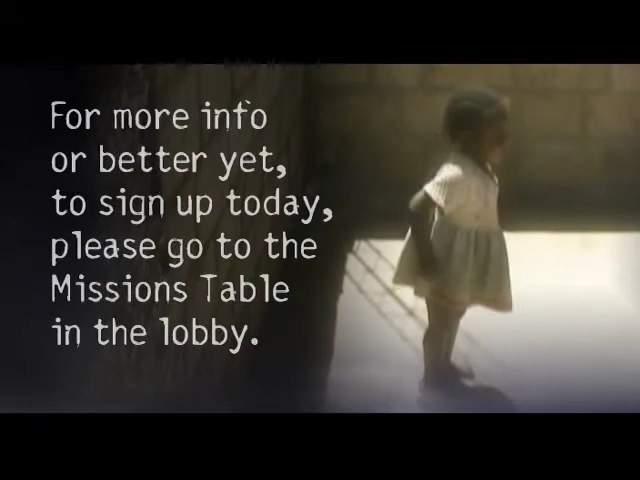 For more info
or better yet,
to sign up today,
please go to the
Missions Table
in the lobby.